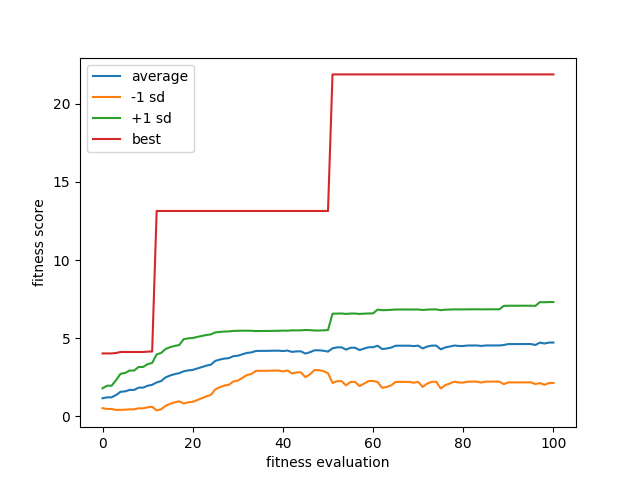 average
-1 sd
+1 sd
best
fitness score
20
15
10
5
0
0 20 40 60 80 100
fitness evaluation